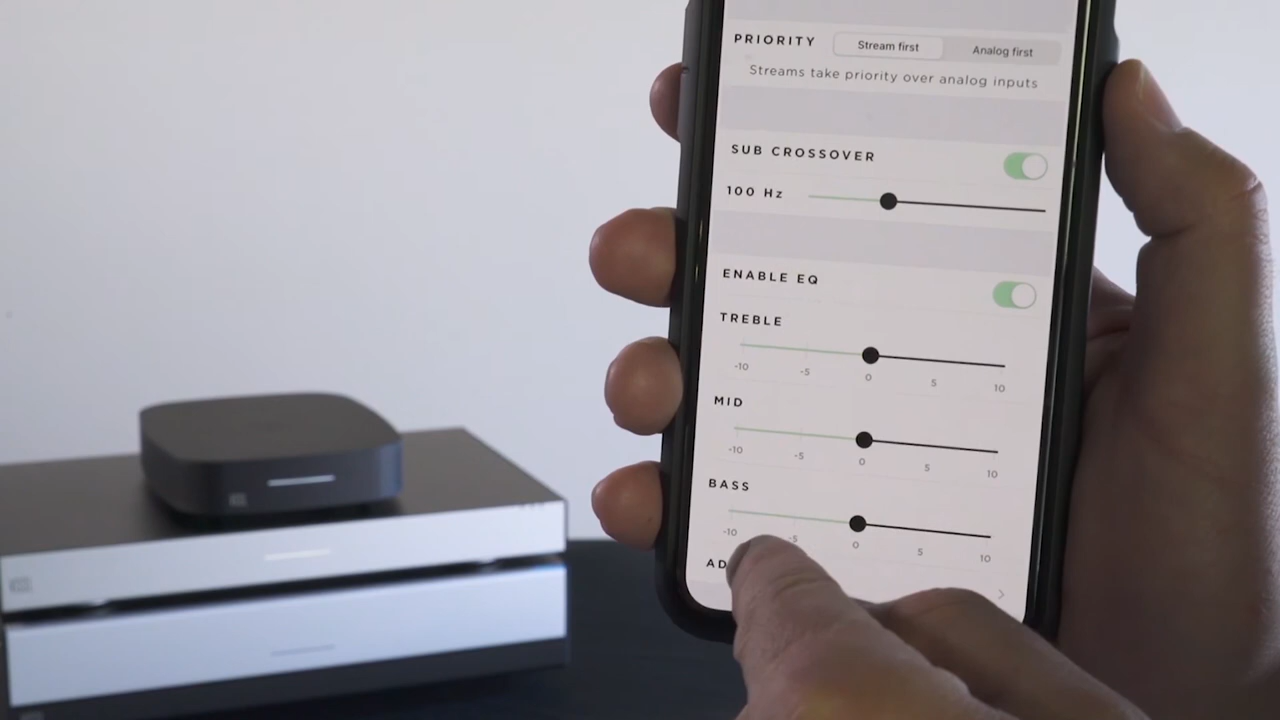 PRIORITY
Stream first
Analog first
Streams take priority over analog inputs
SUB CROSSOVER
100 Hz
ENABLE EQ
TREBLE
-10 -5 0 5 10
MID
-10 -5 0 5 10
BASS
-10 -5 0 5 10
AD